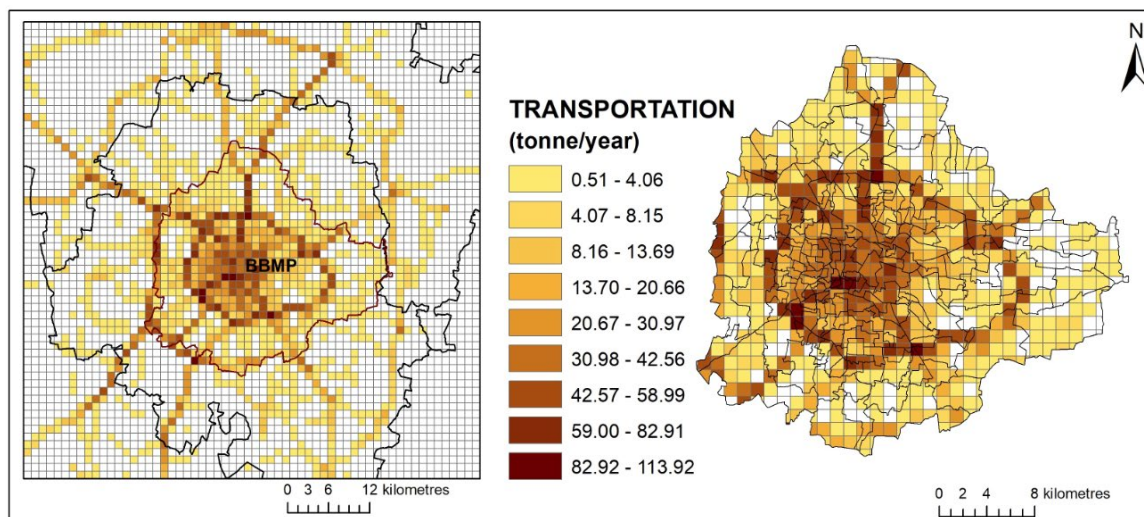 BBMP
0 3 6 12 kilometres
TRANSPORTATION
(tonne/year)
0.51 - 4.06
4.07 - 8.15
8.16 - 13.69
13.70 - 20.66
20.67 - 30.97
30.98 - 42.56
42.57 - 58.99
59.00 - 82.91
82.92 - 113.92
N
0 2 4 8 kilometres